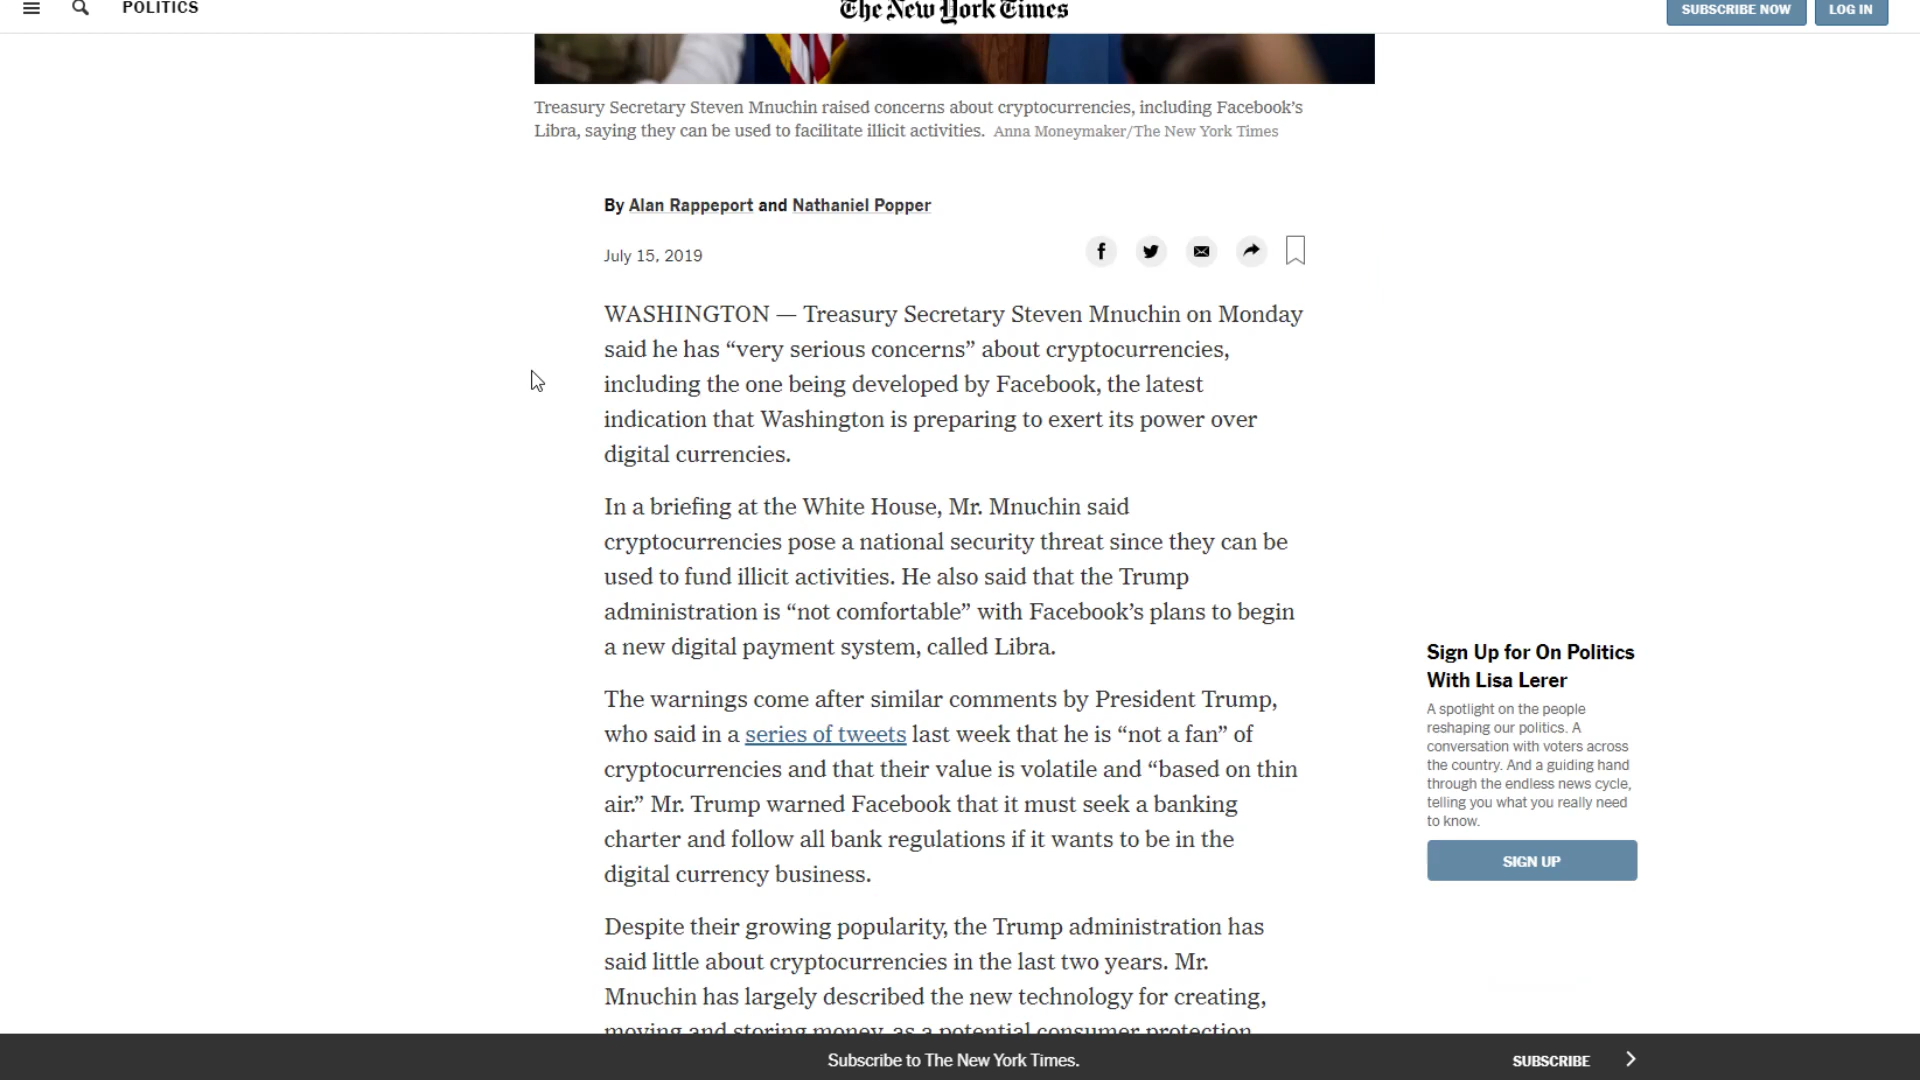 POLITICS
The New York Times
SUBSCRIBE NOW
LOG IN
Treasury Secretary Steven Mnuchin raised concerns about cryptocurrencies, including Facebook’s
Libra, saying they can be used to facilitate illicit activities. Anna Moneymaker/The New York Times
By Alan Rappeport and Nathaniel Popper
July 15, 2019
WASHINGTON — Treasury Secretary Steven Mnuchin on Monday
said he has “very serious concerns” about cryptocurrencies,
including the one being developed by Facebook, the latest
indication that Washington is preparing to exert its power over
digital currencies.
In a briefing at the White House, Mr. Mnuchin said
cryptocurrencies pose a national security threat since they can be
used to fund illicit activities. He also said that the Trump
administration is “not comfortable” with Facebook’s plans to begin
a new digital payment system, called Libra.
The warnings come after similar comments by President Trump,
who said in a series of tweets last week that he is “not a fan” of
cryptocurrencies and that their value is volatile and “based on thin
air.” Mr. Trump warned Facebook that it must seek a banking
charter and follow all bank regulations if it wants to be in the
digital currency business.
Despite their growing popularity, the Trump administration has
said little about cryptocurrencies in the last two years. Mr.
Mnuchin has largely described the new technology for creating,
moving and storing money, as a potential consumer protection
Sign Up for On Politics
With Lisa Lerer
A spotlight on the people
reshaping our politics. A
conversation with voters across
the country. And a guiding hand
through the endless news cycle,
telling you what you really need
to know.
SIGN UP
Subscribe to The New York Times.
SUBSCRIBE